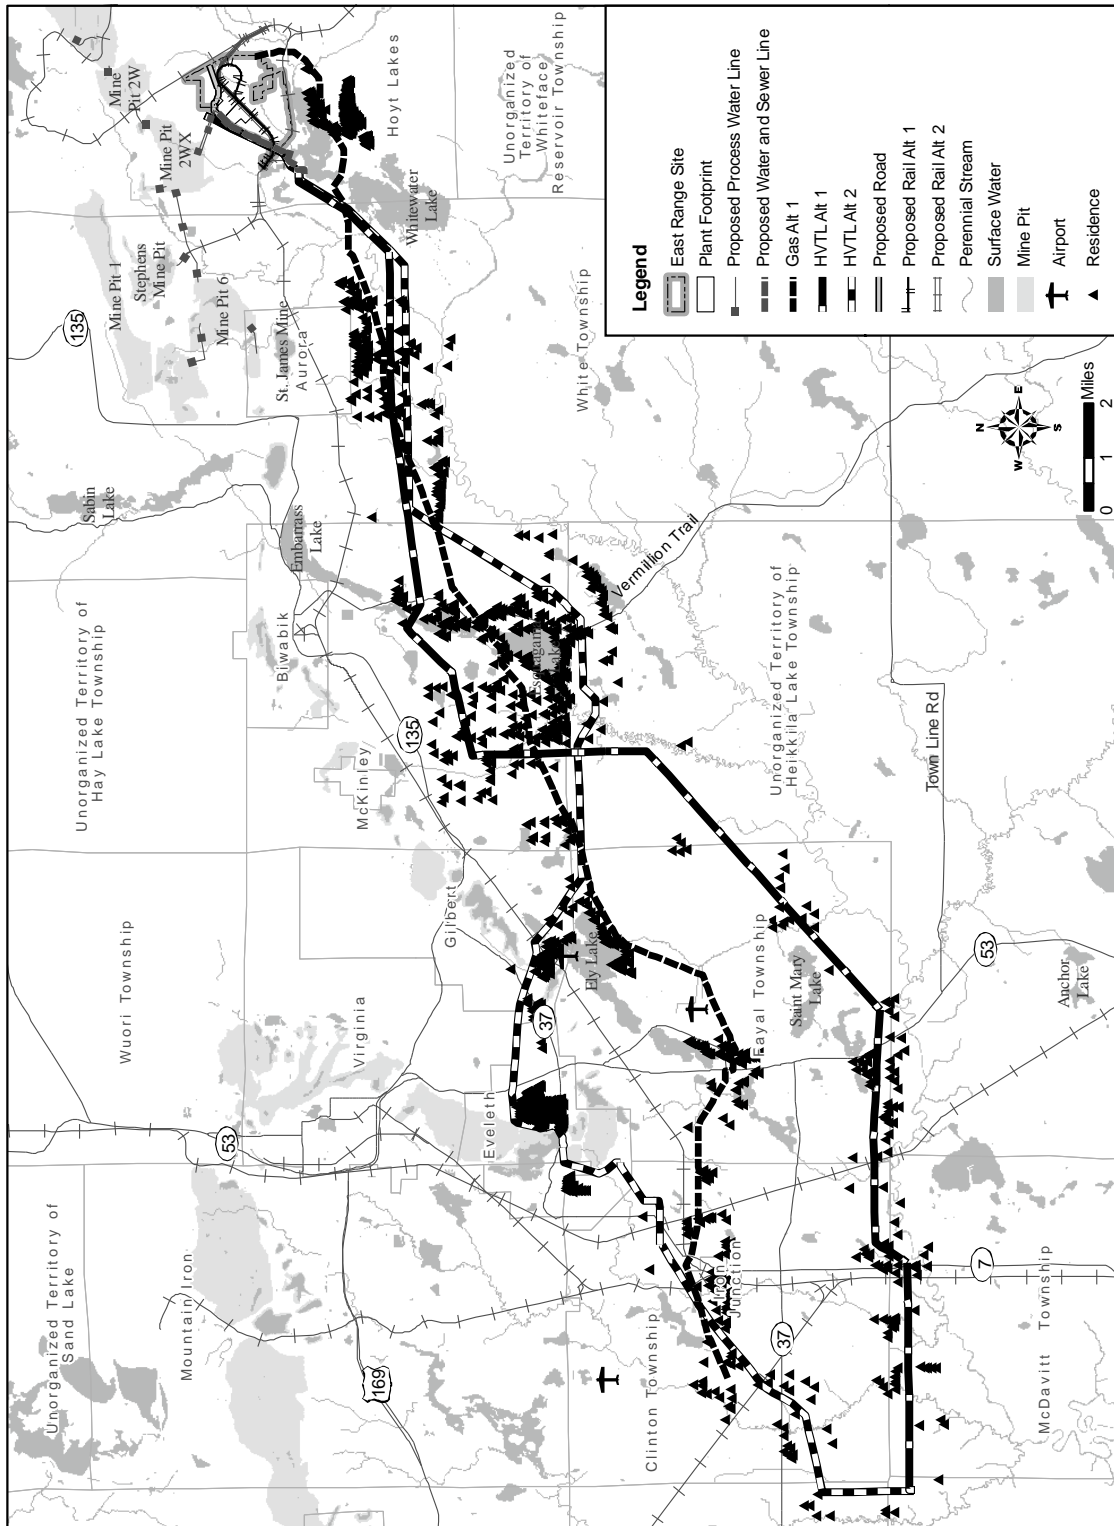 Legend
East Range Site
Plant Footprint
Proposed Process Water Line
Proposed Water and Sewer Line
Gas Alt 1
HVTL Alt 1
HVTL Alt 2
Proposed Road
Proposed Rail Alt 1
Proposed Rail Alt 2
Perennial Stream
Surface Water
Mine Pit
Airport
Residence
N
W
E
S
0
1
2
Miles
Unorganized Territory of
Sand Lake
Mountain Iron
Wuori Township
Virginia
Unorganized Territory of
Hay Lake Township
Biwabik
McKinley
Gilbert
Eveleth
Sabin
Lake
Embarrass
Lake
Mine Pit 1
Stephens
Mine Pit
Mine Pit 6
St. James Mine
Aurora
Mine Pit
2WX
Mine
Pit 2W
Hoyt Lakes
Whitewater
Lake
Unorganized
Territory of
Whiteface
Reservoir Township
White Township
Vermillion Trail
Lake
Ely Lake
Unorganized Territory of
Heikkila Lake Township
Town Line Rd
Fayal Township
Saint Mary
Lake
Anchor
Lake
Clinton Township
Iron
Junction
McDavitt Township
135
135
53
53
37
37
169
7